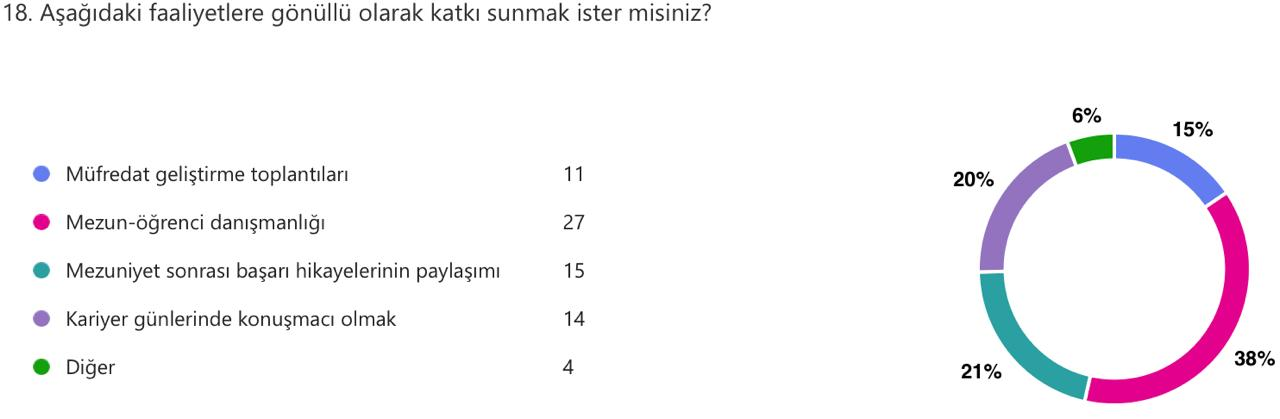 18. Aşağıdaki faaliyetlere gönüllü olarak katkı sunmak ister misiniz?
Müfredat geliştirme toplantıları 11
Mezun-öğrenci danışmanlığı 27
Mezuniyet sonrası başarı hikayelerinin paylaşımı 15
Kariyer günlerinde konuşmacı olmak 14
Diğer 4
6%
15%
20%
38%
21%